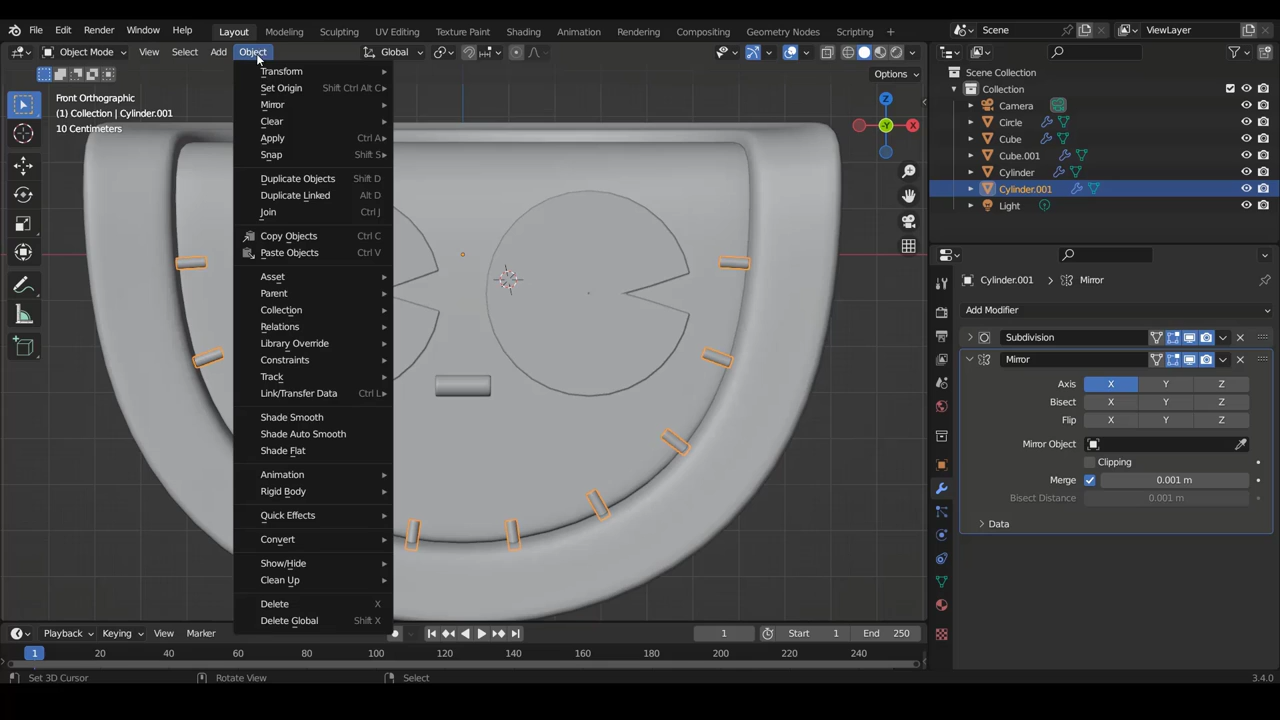 File Edit Render Window Help Layout Modeling Sculpting UV Editing Texture Paint Shading Animation Rendering Compositing Geometry Nodes Scripting + Scene ViewLayer
Object Mode View Select Add Object Global
Options
Front Orthographic
(1) Collection | Cylinder.001
10 Centimeters
Transform
Set Origin Shift Ctrl Alt C
Mirror
Clear
Apply Ctrl A
Snap Shift S
Duplicate Objects Shift D
Duplicate Linked Alt D
Join Ctrl J
Copy Objects Ctrl C
Paste Objects Ctrl V
Asset
Parent
Collection
Relations
Library Override
Constraints
Track
Link/Transfer Data Ctrl L
Shade Smooth
Shade Auto Smooth
Shade Flat
Animation
Rigid Body
Quick Effects
Convert
Show/Hide
Clean Up
Delete X
Delete Global Shift X
Z
-Y
X
Scene Collection
Collection
Camera
Circle
Cube
Cube.001
Cylinder
Cylinder.001
Light
Cylinder.001 > Mirror
Add Modifier
Subdivision
Mirror
Axis X Y Z
Bisect X Y Z
Flip X Y Z
Mirror Object
Clipping
Merge 0.001 m
Bisect Distance 0.001 m
Data
Playback Keying View Marker 1 Start 1 End 250
1 20 40 60 80 100 120 140 160 180 200 220 240
Set 3D Cursor Rotate View Select 3.4.0